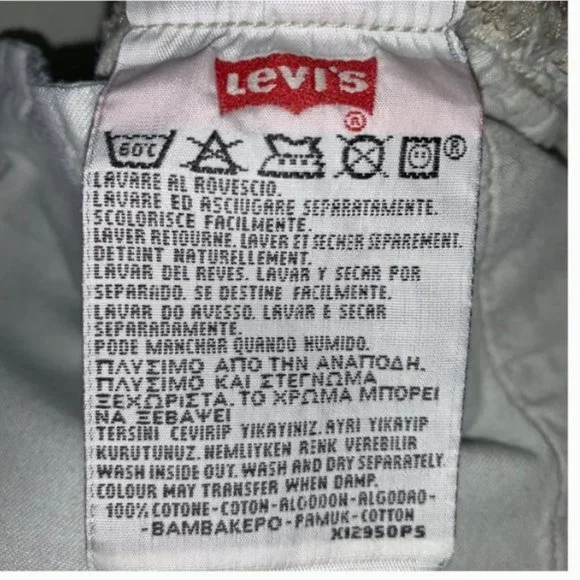 Levi's
®
60C ®
LAVARE AL ROVESCIO.
LAVARE ED ASCIUGARE SEPARATAMENTE.
SCOLORISCE FACILMENTE.
LAVER RETOURNE. LAVER ET SECHER SEPAREMENT.
DETEINT NATURELLEMENT.
LAVAR DEL REVES. LAVAR Y SECAR POR
SEPARADO. SE DESTINE FACILMENTE.
LAVAR DO AVESSO. LAVAR & SECAR
SEPARADAMENTE.
PODE MANCHAR QUANDO HUMIDO.
ΠΛΥΣΙΜΟ ΑΠΟ ΤΗΝ ΑΝΑΠΟΔΗ.
ΠΛΥΣΙΜΟ ΚΑΙ ΣΤΕΓΝΩΜΑ
ΞΕΧΩΡΙΣΤΑ. ΤΟ ΧΡΩΜΑ ΜΠΟΡΕΙ
ΝΑ ΞΕΒΑΨΕΙ
TERSINI CEVIRIP YIKAYINIZ. AYRI YIKAYIP
KURUTUNUZ. NEMLIYKEN RENK VEREBILIR
WASH INSIDE OUT. WASH AND DRY SEPARATELY.
COLOUR MAY TRANSFER WHEN DAMP.
100% COTONE-COTON-ALGODON-ALGODAO-
-ΒΑΜΒΑΚΕΡΟ-PAMUK-COTTON
X12950PS